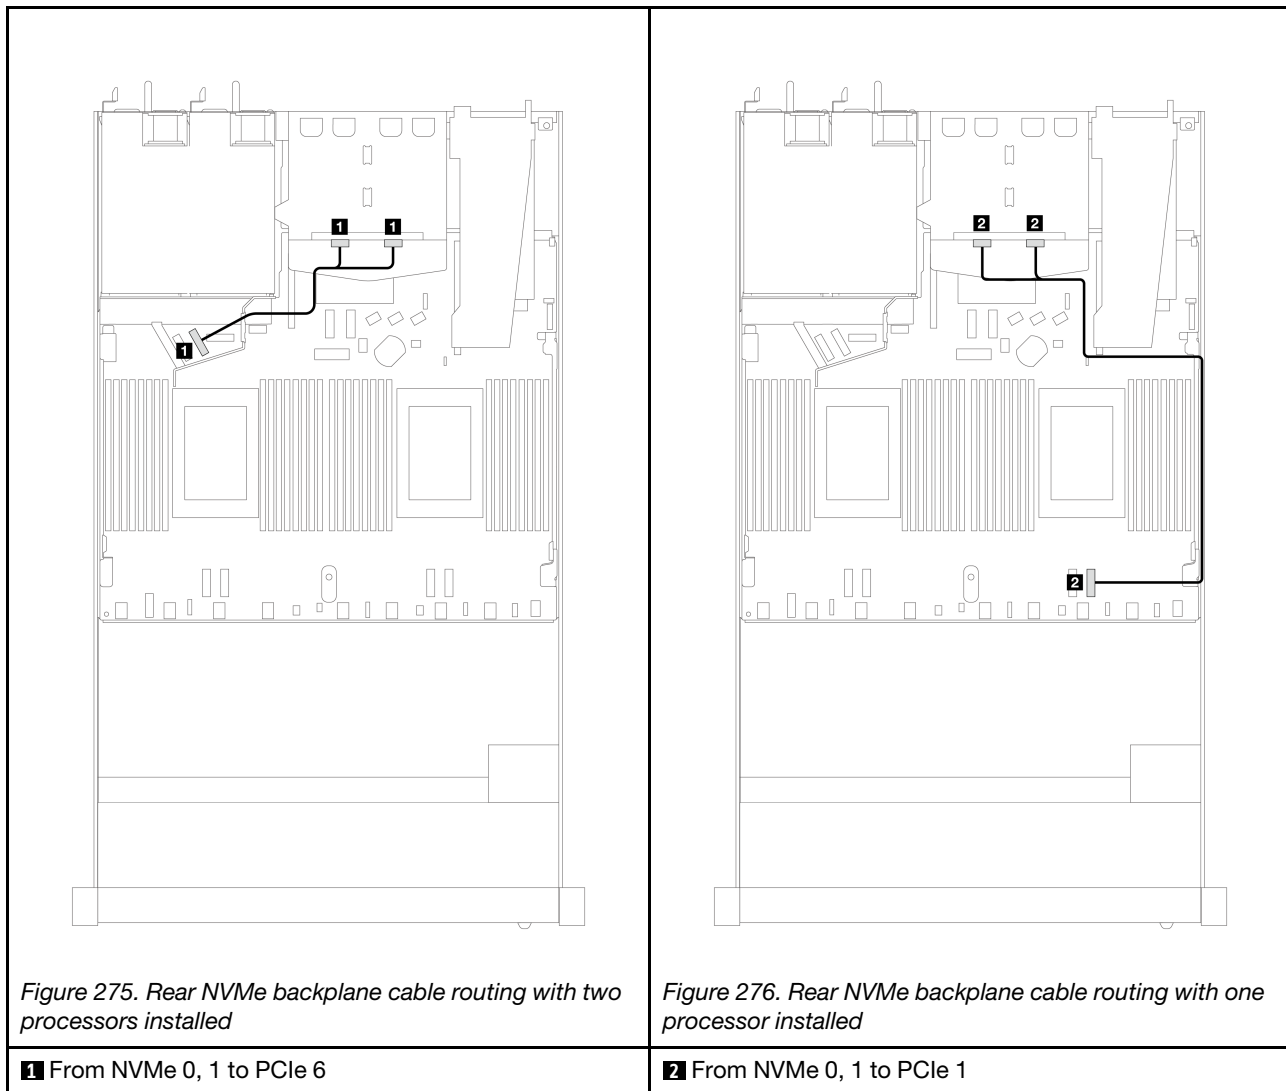 1 1
1
Figure 275. Rear NVMe backplane cable routing with two
processors installed
1 From NVMe 0, 1 to PCIe 6
2 2
2
Figure 276. Rear NVMe backplane cable routing with one
processor installed
2 From NVMe 0, 1 to PCIe 1